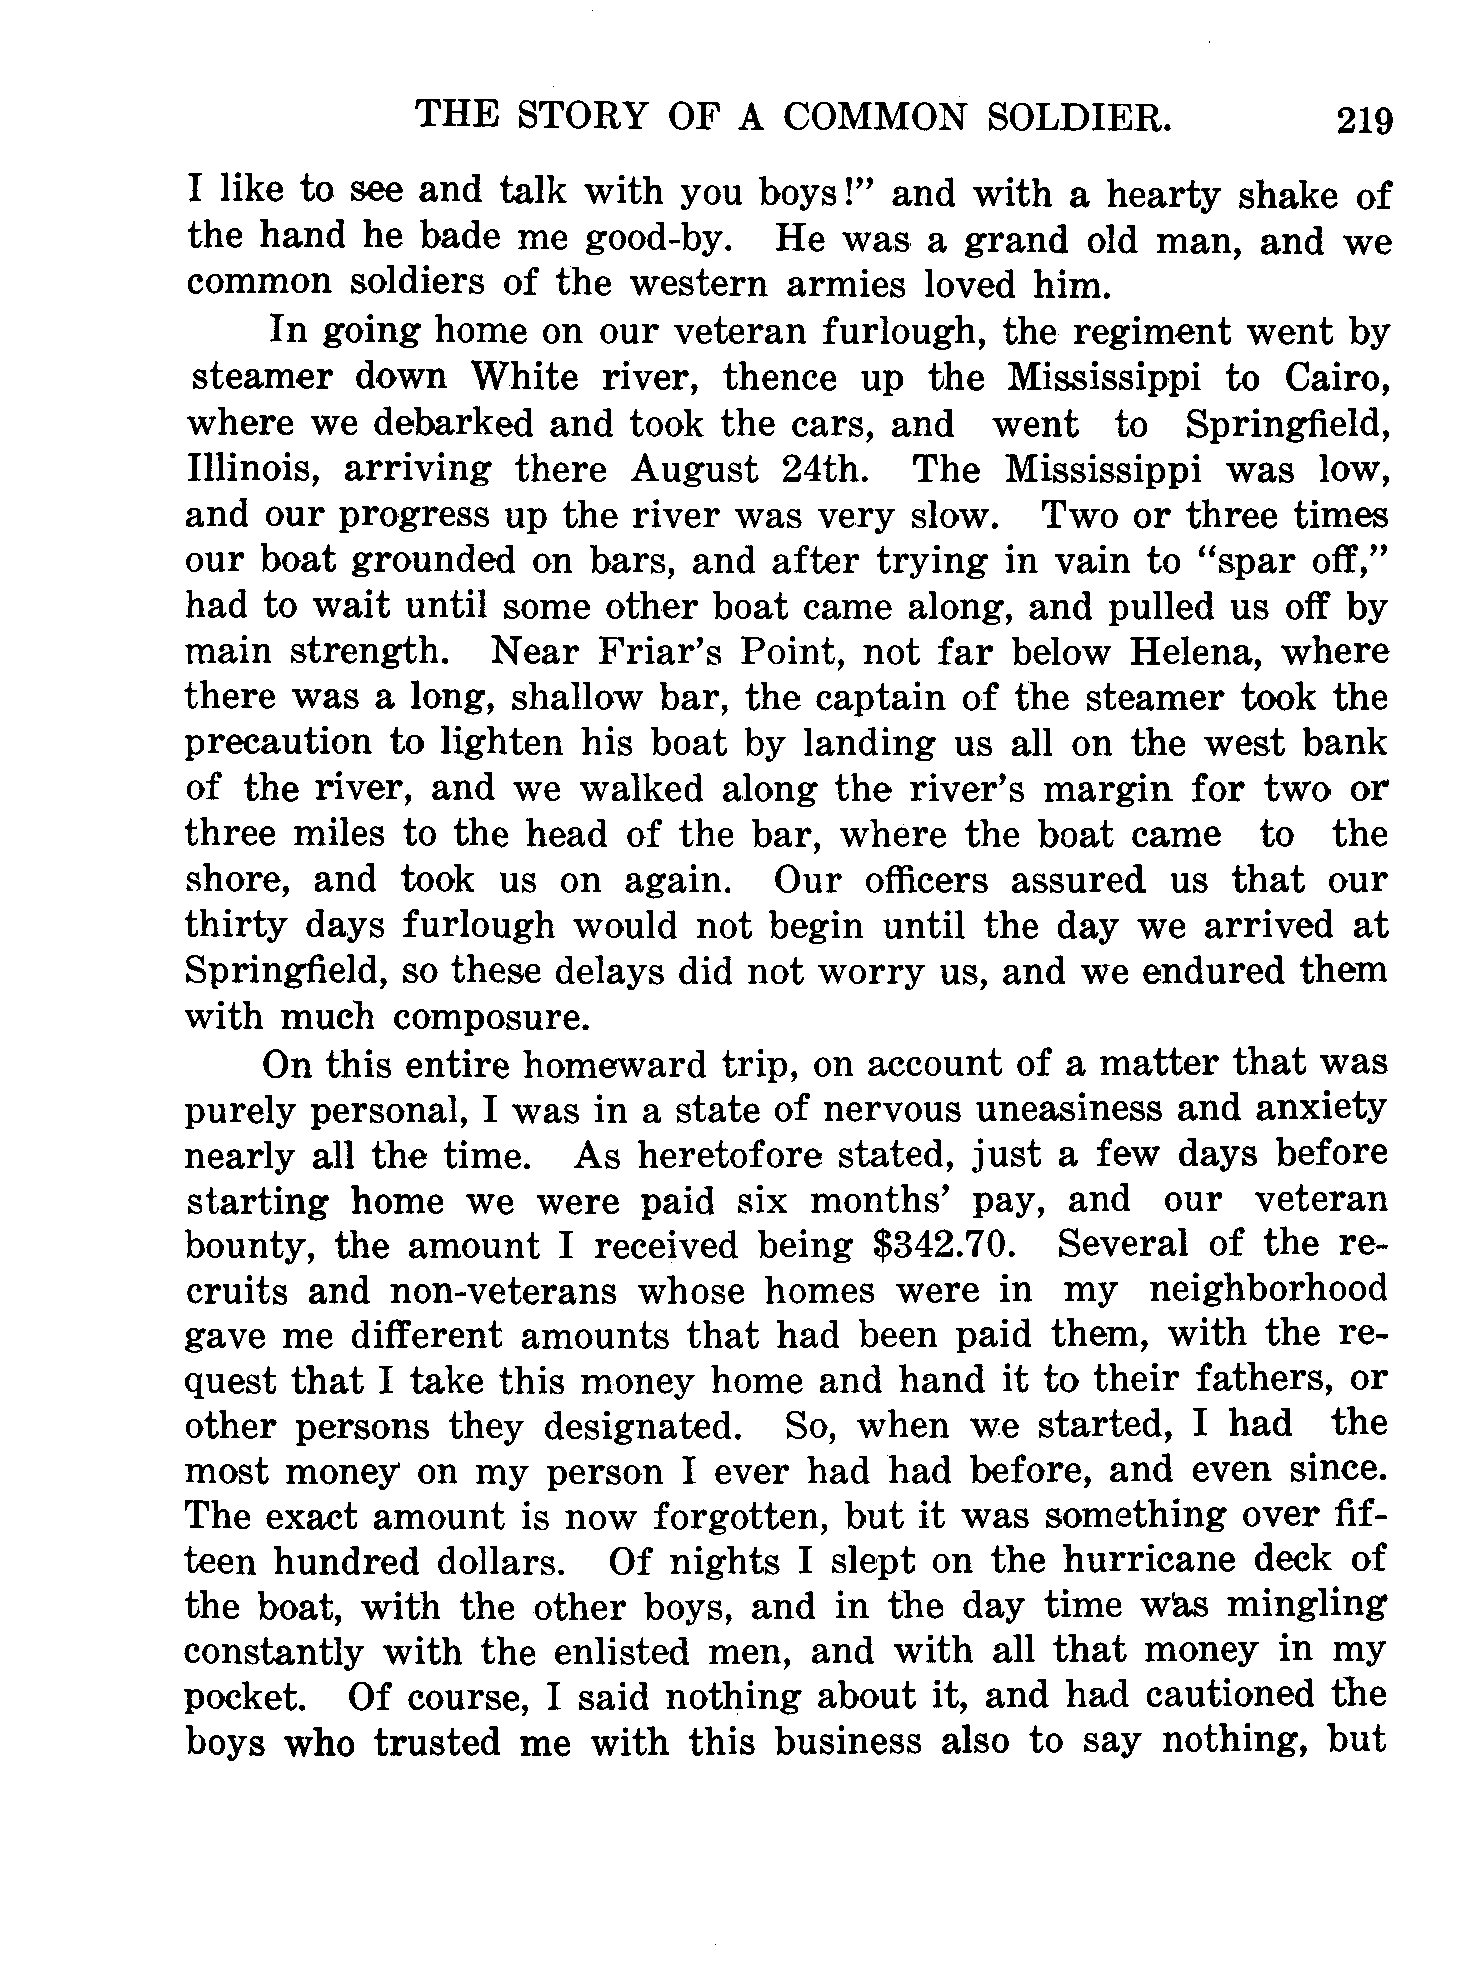 THE STORY OF A COMMON SOLDIER. 219
I like to see and talk with you boys!" and with a hearty shake of
the hand he bade me good-by. He was a grand old man, and we
common soldiers of the western armies loved him.
In going home on our veteran furlough, the regiment went by
steamer down White river, thence up the Mississippi to Cairo,
where we debarked and took the cars, and went to Springfield,
Illinois, arriving there August 24th. The Mississippi was low,
and our progress up the river was very slow. Two or three times
our boat grounded on bars, and after trying in vain to "spar off,"
had to wait until some other boat came along, and pulled us off by
main strength. Near Friar's Point, not far below Helena, where
there was a long, shallow bar, the captain of the steamer took the
precaution to lighten his boat by landing us all on the west bank
of the river, and we walked along the river's margin for two or
three miles to the head of the bar, where the boat came to the
shore, and took us on again. Our officers assured us that our
thirty days furlough would not begin until the day we arrived at
Springfield, so these delays did not worry us, and we endured them
with much composure.
On this entire homeward trip, on account of a matter that was
purely personal, I was in a state of nervous uneasiness and anxiety
nearly all the time. As heretofore stated, just a few days before
starting home we were paid six months' pay, and our veteran
bounty, the amount I received being $342.70. Several of the re-
cruits and non-veterans whose homes were in my neighborhood
gave me different amounts that had been paid them, with the re-
quest that I take this money home and hand it to their fathers, or
other persons they designated. So, when we started, I had the
most money on my person I ever had had before, and even since.
The exact amount is now forgotten, but it was something over fif-
teen hundred dollars. Of nights I slept on the hurricane deck of
the boat, with the other boys, and in the day time was mingling
constantly with the enlisted men, and with all that money in my
pocket. Of course, I said nothing about it, and had cautioned the
boys who trusted me with this business also to say nothing, but